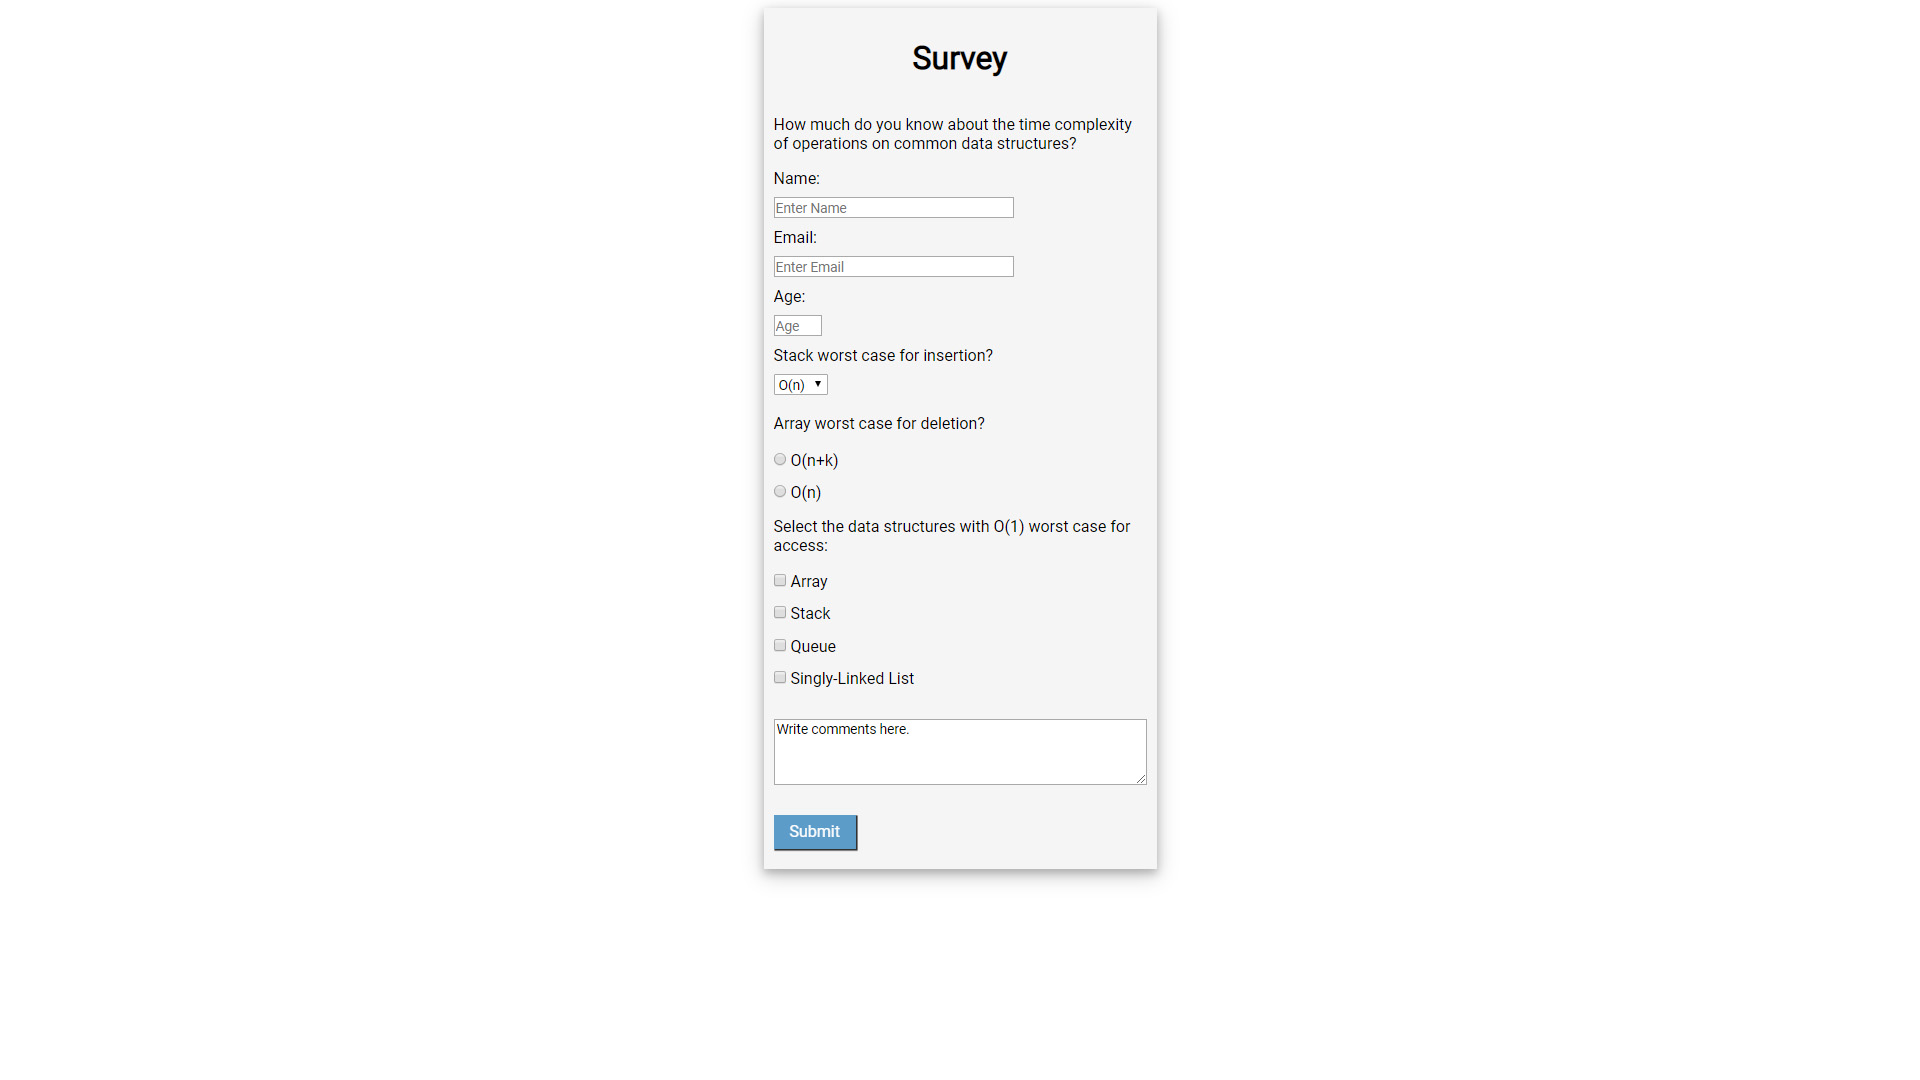 Survey
How much do you know about the time complexity
of operations on common data structures?
Name:
Enter Name
Email:
Enter Email
Age:
Age
Stack worst case for insertion?
O(n)
Array worst case for deletion?
O(n+k)
O(n)
Select the data structures with O(1) worst case for
access:
Array
Stack
Queue
Singly-Linked List
Write comments here.
Submit